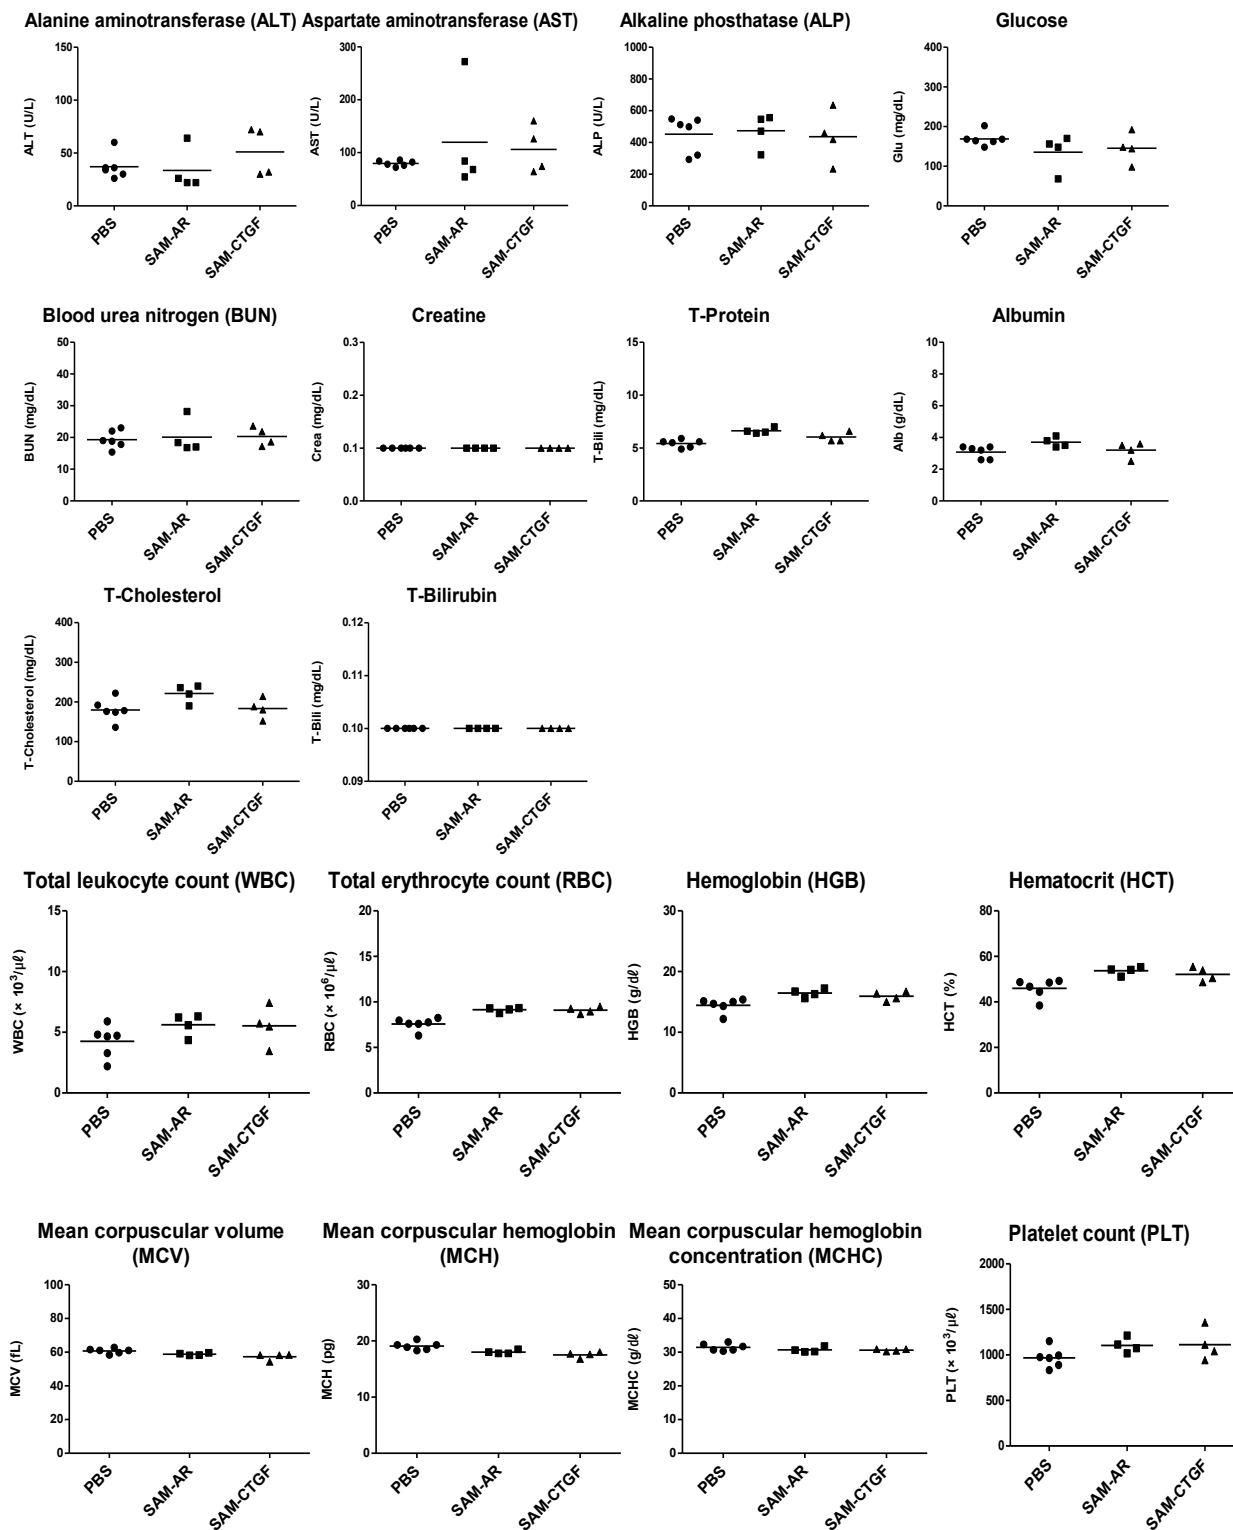 Alanine aminotransferase (ALT)
ALT (U/L)
150
100
50
0
PBS
SAM-AR
SAM-CTGF
Aspartate aminotransferase (AST)
AST (U/L)
300
200
100
0
PBS
SAM-AR
SAM-CTGF
Alkaline phosthatase (ALP)
ALP (U/L)
1000
800
600
400
200
0
PBS
SAM-AR
SAM-CTGF
Glucose
Glu (mg/dL)
400
300
200
100
0
PBS
SAM-AR
SAM-CTGF
Blood urea nitrogen (BUN)
BUN (mg/dL)
50
40
30
20
10
0
PBS
SAM-AR
SAM-CTGF
Creatine
Crea (mg/dL)
0.3
0.2
0.1
0.0
PBS
SAM-AR
SAM-CTGF
T-Protein
T-Bili (mg/dL)
15
10
5
0
PBS
SAM-AR
SAM-CTGF
Albumin
Alb (g/dL)
10
8
6
4
2
0
PBS
SAM-AR
SAM-CTGF
T-Cholesterol
T-Cholesterol (mg/dL)
400
300
200
100
0
PBS
SAM-AR
SAM-CTGF
T-Bilirubin
T-Bili (mg/dL)
0.12
0.11
0.10
0.09
PBS
SAM-AR
SAM-CTGF
Total leukocyte count (WBC)
WBC (× 10³/µℓ)
15
10
5
0
PBS
SAM-AR
SAM-CTGF
Total erythrocyte count (RBC)
RBC (× 10⁶/µℓ)
20
15
10
5
0
PBS
SAM-AR
SAM-CTGF
Hemoglobin (HGB)
HGB (g/dℓ)
30
20
10
0
PBS
SAM-AR
SAM-CTGF
Hematocrit (HCT)
HCT (%)
80
60
40
20
0
PBS
SAM-AR
SAM-CTGF
Mean corpuscular volume
(MCV)
MCV (fL)
100
80
60
40
20
0
PBS
SAM-AR
SAM-CTGF
Mean corpuscular hemoglobin
(MCH)
MCH (pg)
30
20
10
0
PBS
SAM-AR
SAM-CTGF
Mean corpuscular hemoglobin
concentration (MCHC)
MCHC (g/dℓ)
50
40
30
20
10
0
PBS
SAM-AR
SAM-CTGF
Platelet count (PLT)
PLT (× 10³/µℓ)
2000
1500
1000
500
0
PBS
SAM-AR
SAM-CTGF